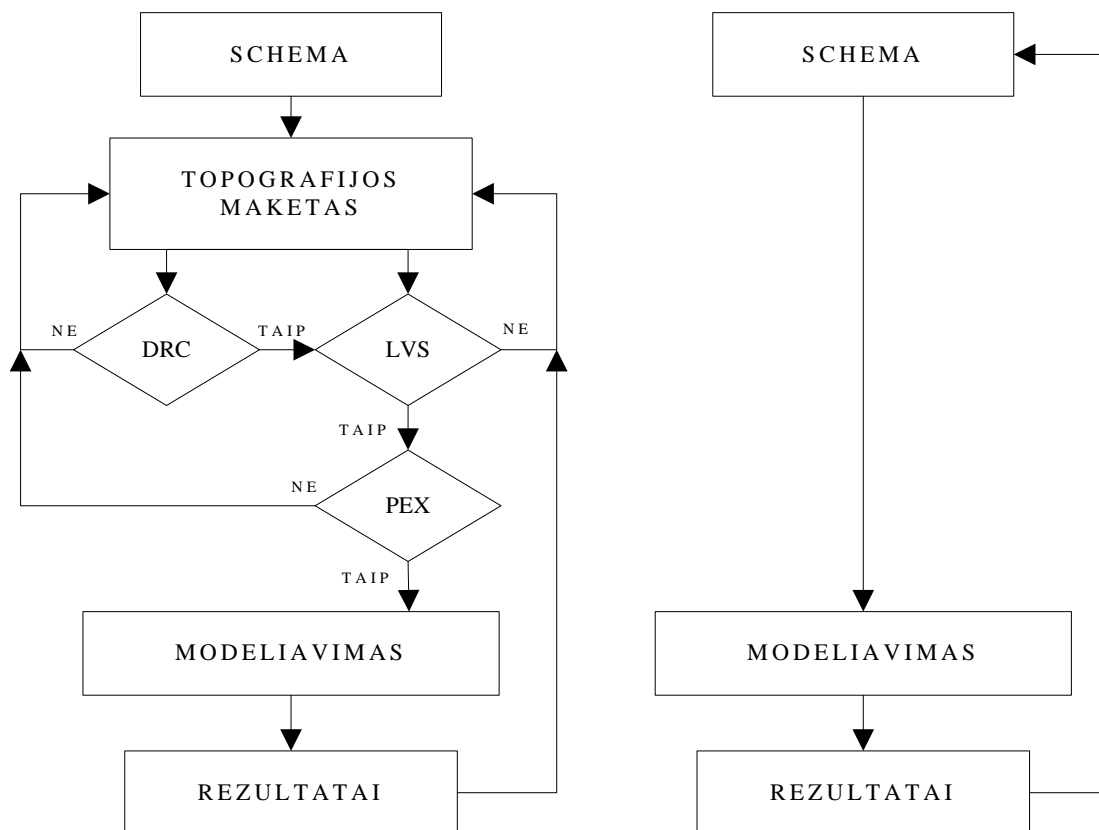 SCHEMA
SCHEMA
TOPOGRAFIJOS
MAKETAS
NE
DRC
TAIP
LVS
NE
TAIP
NE
PEX
TAIP
MODELIAVIMAS
MODELIAVIMAS
REZULTATAI
REZULTATAI